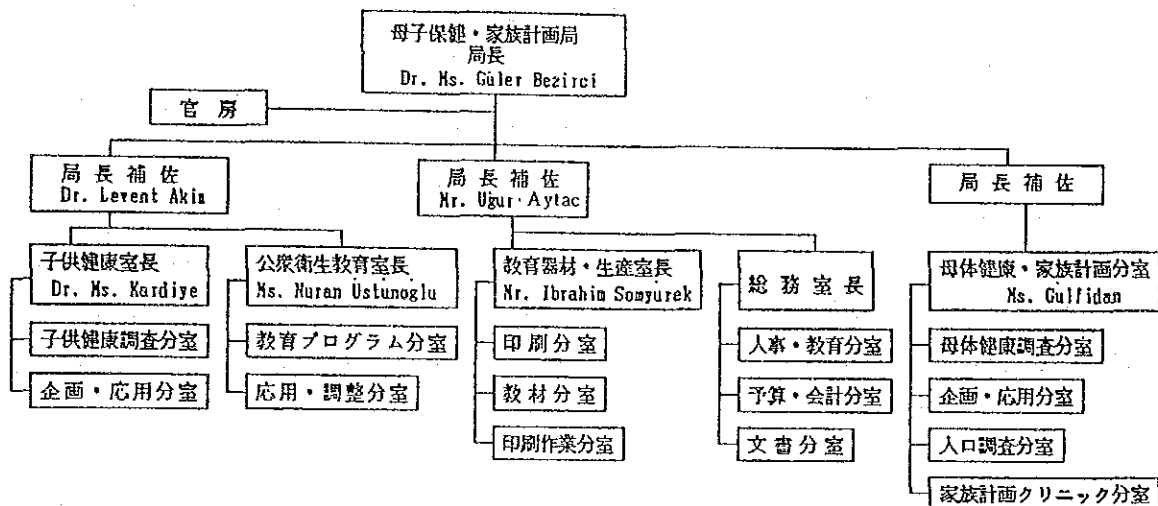 母子保健・家族計画局
局長
Dr. Ms. Güler Bezirci
官房
局長補佐
Dr. Levent Akin
局長補佐
Mr. Uğur Aytac
局長補佐
子供健康室長
Dr. Ms. Kardiye
子供健康調査分室
企画・応用分室
公衆衛生教育室長
Ms. Nuran Üstünoglu
教育プログラム分室
応用・調整分室
教育器材・生産室長
Mr. Ibrahim Somyurek
印刷分室
教材分室
印刷作業分室
総務室長
人事・教育分室
予算・会計分室
文書分室
母体健康・家族計画分室
Ms. Gulfidan
母体健康調査分室
企画・応用分室
人口調査分室
家族計画クリニック分室